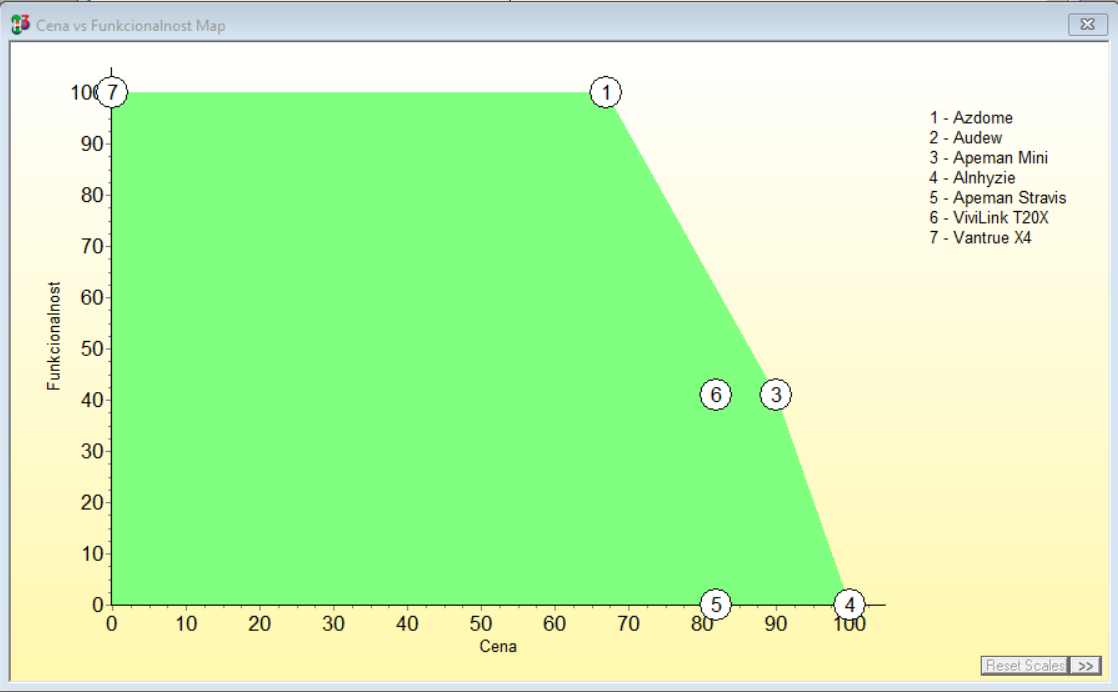 Cena vs Funkcionalnost Map
100
7
1
90
80
70
60
50
40
6
3
30
20
10
0
5
4
0 10 20 30 40 50 60 70 80 90 100
Funkcionalnost
Cena
1 - Azdome
2 - Audew
3 - Apeman Mini
4 - Alnhyzie
5 - Apeman Stravis
6 - ViviLink T20X
7 - Vantrue X4
Reset Scales >>